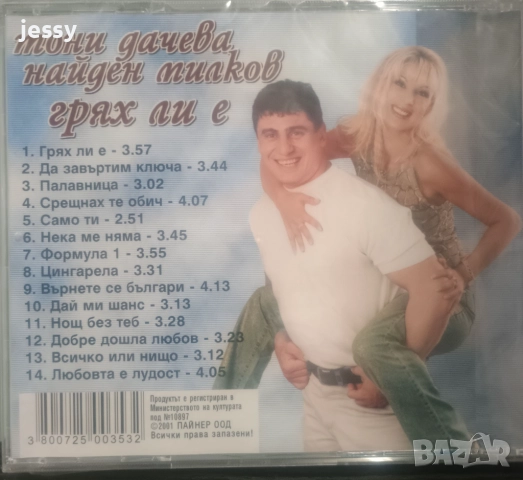 jessy
тони дачева
найден милков
грях ли е
1. Грях ли е - 3.57
2. Да завъртим ключа - 3.44
3. Палавница - 3.02
4. Срещнах те обич - 4.07
5. Само ти - 2.51
6. Нека ме няма - 3.45
7. Формула 1 - 3.55
8. Цингарела - 3.31
9. Върнете се българи - 4.13
10. Дай ми шанс - 3.13
11. Нощ без теб - 3.28
12. Добре дошла любов - 3.23
13. Всичко или нищо - 3.12
14. Любовта е лудост - 4.05
Продуктът е регистриран в
Министерството на културата
под №10897
©2001 ПАЙНЕР ООД
Всички права запазени!
3 800725 003532
bazar